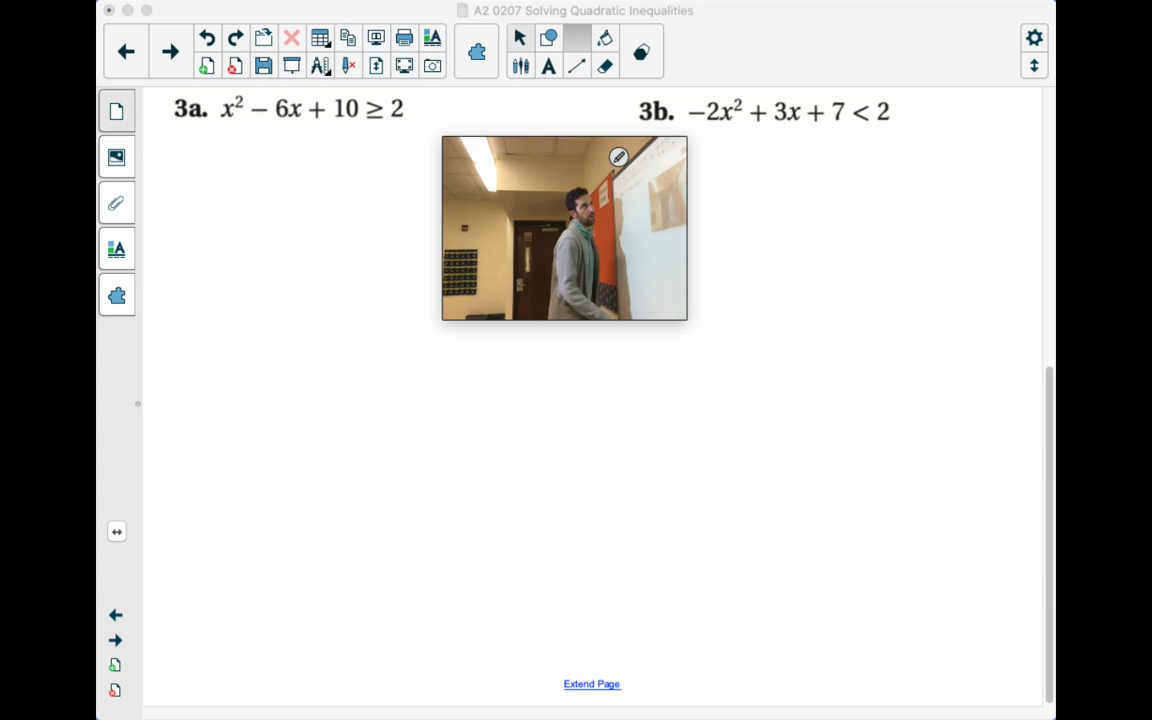 A2 0207 Solving Quadratic Inequalities
3a. x² − 6x + 10 ≥ 2
3b. −2x² + 3x + 7 < 2
Extend Page